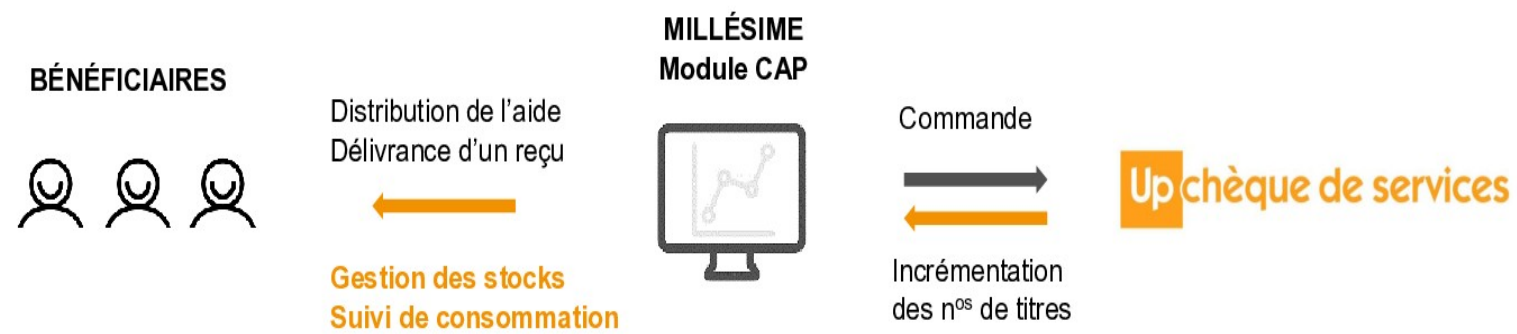 BÉNÉFICIAIRES
Distribution de l'aide
Délivrance d'un reçu
Gestion des stocks
Suivi de consommation
MILLÉSIME
Module CAP
Commande
Incrémentation
des nos de titres
Up chèque de services